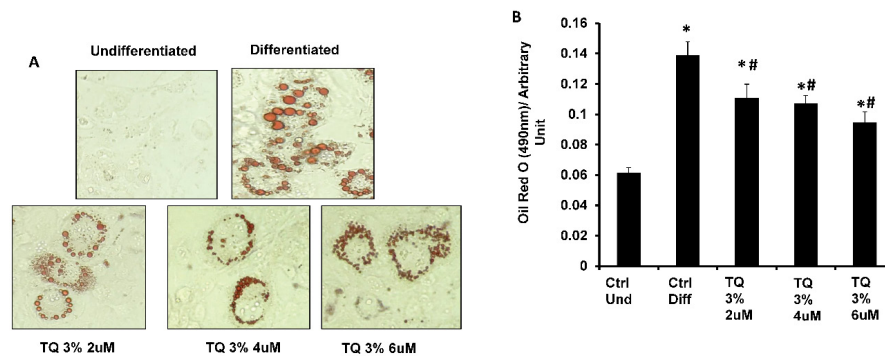 A
Undifferentiated
Differentiated
TQ 3% 2uM
TQ 3% 4uM
TQ 3% 6uM
B
Oil Red O (490nm)/ Arbitrary
Unit
0.16
0.14
0.12
0.1
0.08
0.06
0.04
0.02
0
*
*#
*#
*#
Ctrl
Und
Ctrl
Diff
TQ
3%
2uM
TQ
3%
4uM
TQ
3%
6uM